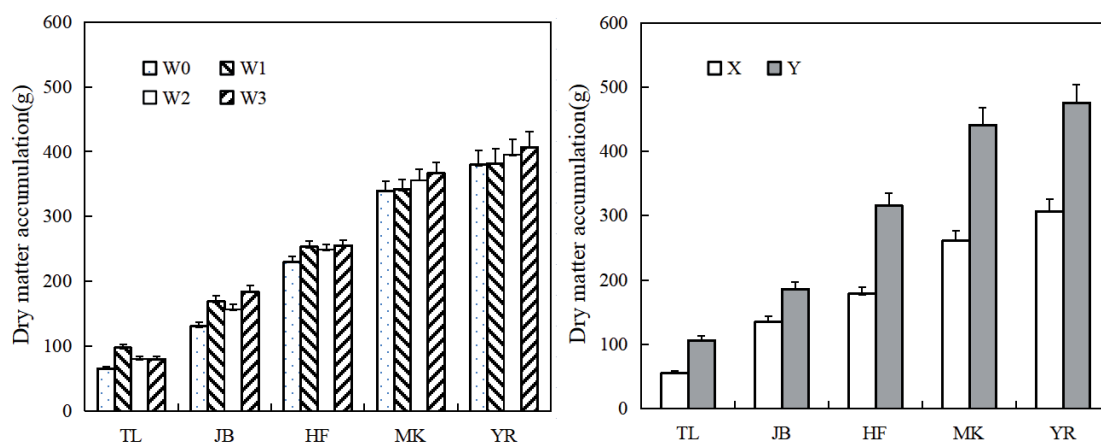 600
500
400
300
200
100
0
Dry matter accumulation(g)
W0 W1
W2 W3
TL JB HF MK YR
600
500
400
300
200
100
0
Dry matter accumulation(g)
X Y
TL JB HF MK YR